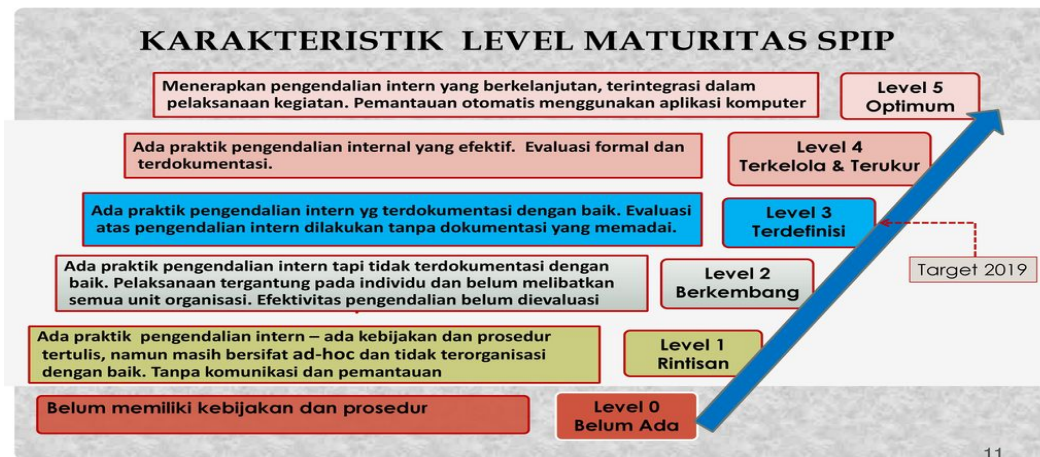 KARAKTERISTIK LEVEL MATURITAS SPIP
Menerapkan pengendalian intern yang berkelanjutan, terintegrasi dalam
pelaksanaan kegiatan. Pemantauan otomatis menggunakan aplikasi komputer
Level 5
Optimum
Ada praktik pengendalian internal yang efektif. Evaluasi formal dan
terdokumentasi.
Level 4
Terkelola & Terukur
Ada praktik pengendalian intern yg terdokumentasi dengan baik. Evaluasi
atas pengendalian intern dilakukan tanpa dokumentasi yang memadai.
Level 3
Terdefinisi
Target 2019
Ada praktik pengendalian intern tapi tidak terdokumentasi dengan
baik. Pelaksanaan tergantung pada individu dan belum melibatkan
semua unit organisasi. Efektivitas pengendalian belum dievaluasi
Level 2
Berkembang
Ada praktik pengendalian intern – ada kebijakan dan prosedur
tertulis, namun masih bersifat ad-hoc dan tidak terorganisasi
dengan baik. Tanpa komunikasi dan pemantauan
Level 1
Rintisan
Belum memiliki kebijakan dan prosedur
Level 0
Belum Ada
11